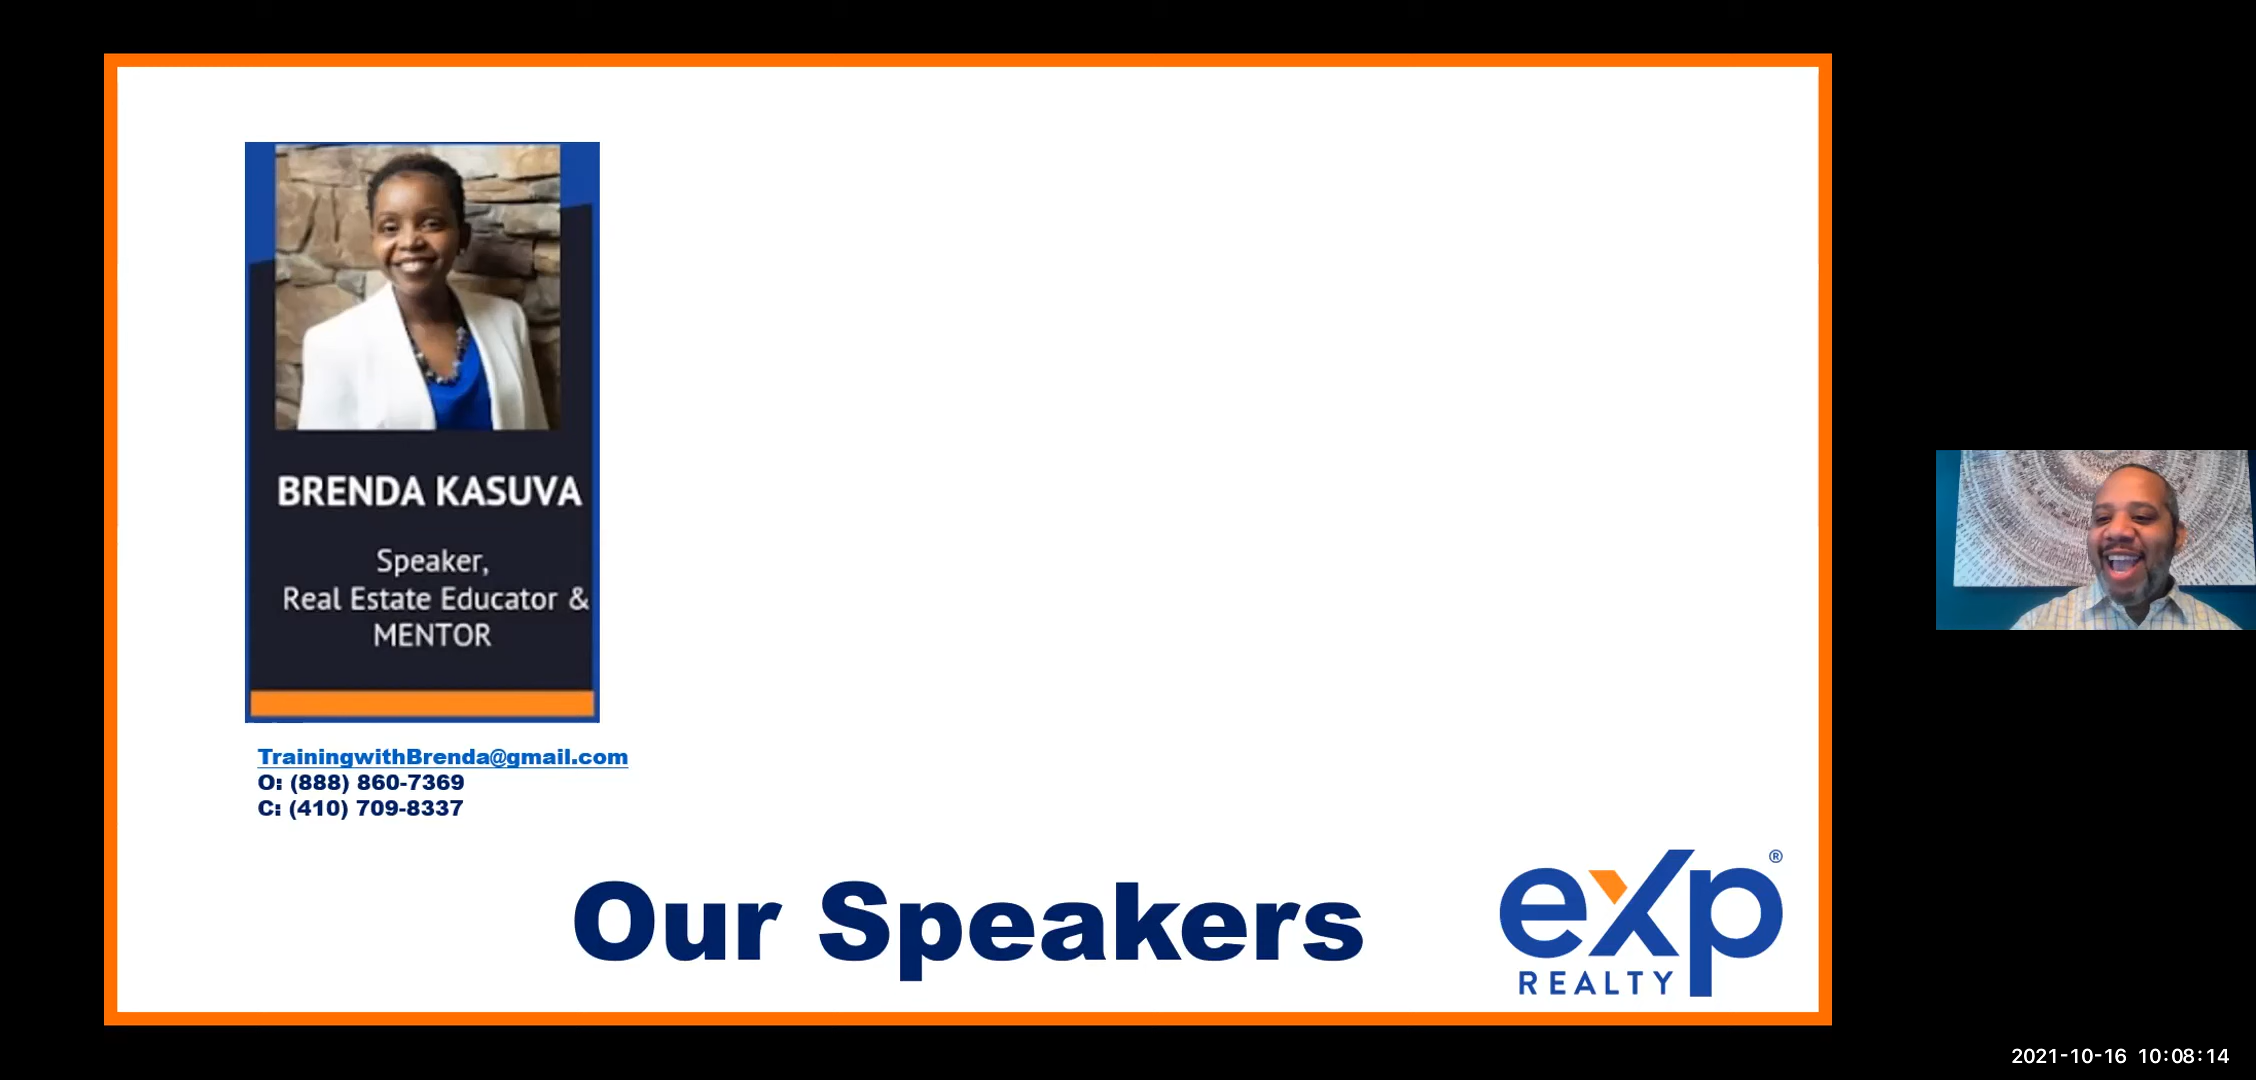 BRENDA KASUVA
Speaker,
Real Estate Educator &
MENTOR
TrainingwithBrenda@gmail.com
O: (888) 860-7369
C: (410) 709-8337
Our Speakers
exp®
REALTY
2021-10-16 10:08:14